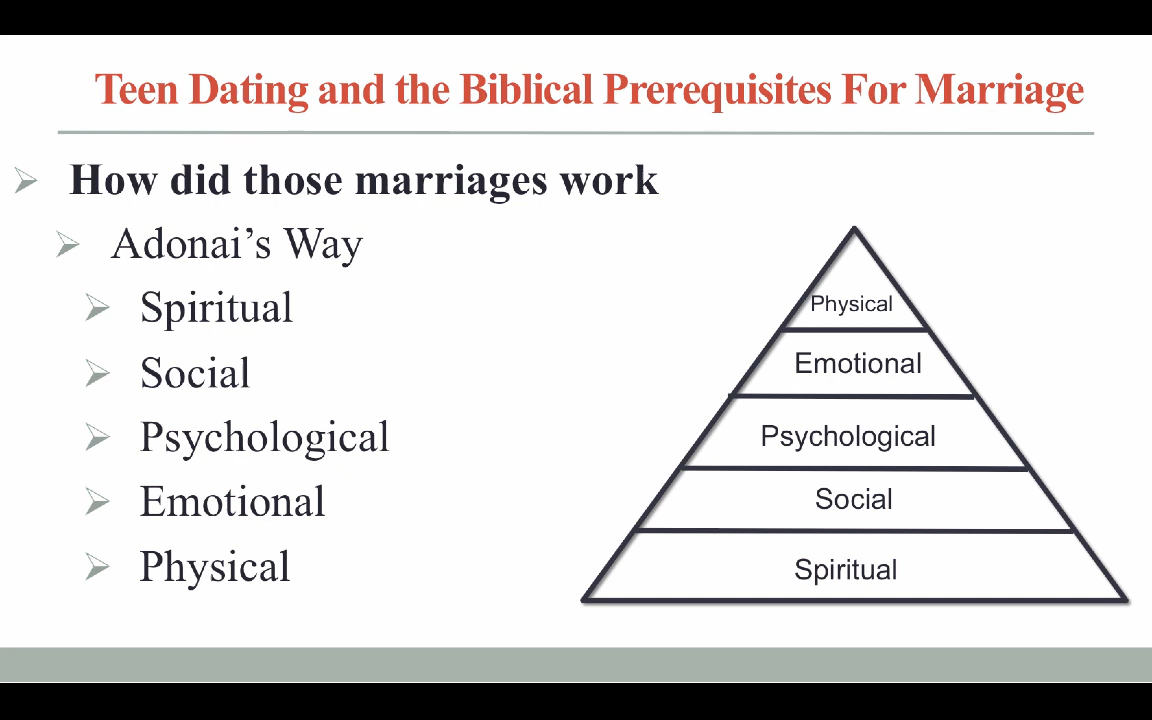 Teen Dating and the Biblical Prerequisites For Marriage
How did those marriages work
Adonai’s Way
Spiritual
Social
Psychological
Emotional
Physical
Physical
Emotional
Psychological
Social
Spiritual